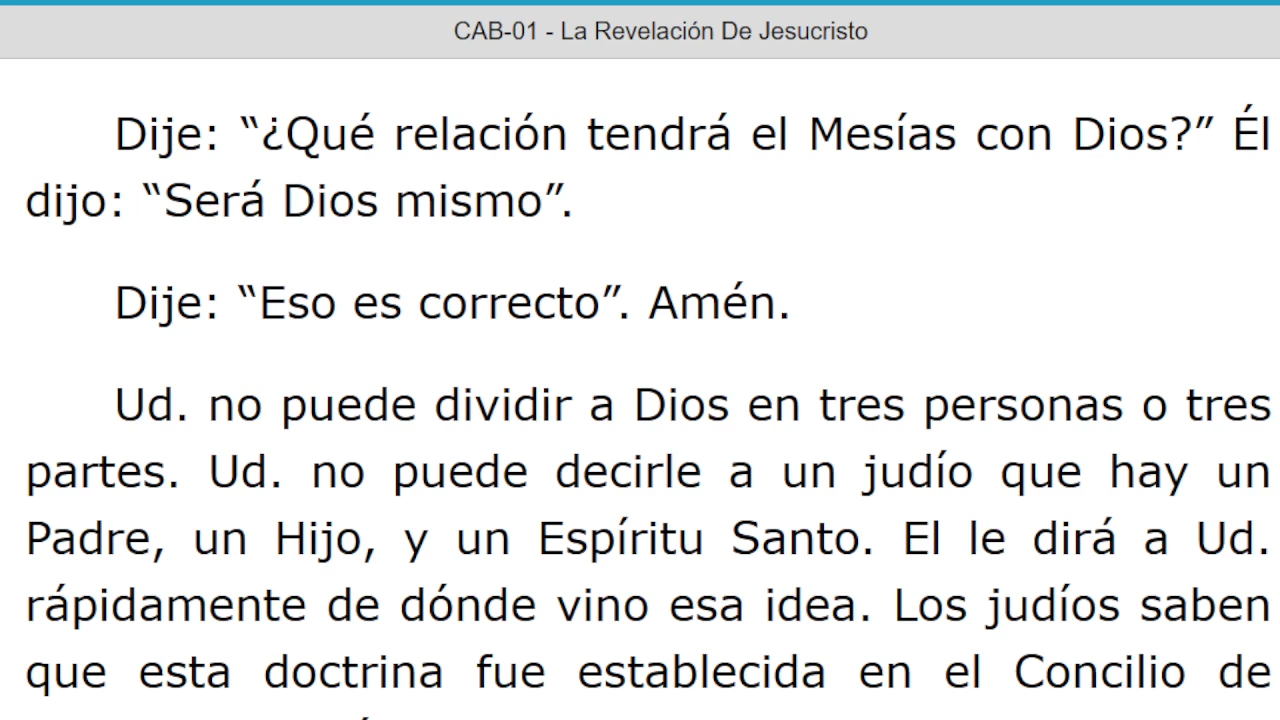 CAB-01 - La Revelación De Jesucristo
Dije: “¿Qué relación tendrá el Mesías con Dios?” Él
dijo: “Será Dios mismo”.
Dije: “Eso es correcto”. Amén.
Ud. no puede dividir a Dios en tres personas o tres
partes. Ud. no puede decirle a un judío que hay un
Padre, un Hijo, y un Espíritu Santo. El le dirá a Ud.
rápidamente de dónde vino esa idea. Los judíos saben
que esta doctrina fue establecida en el Concilio de